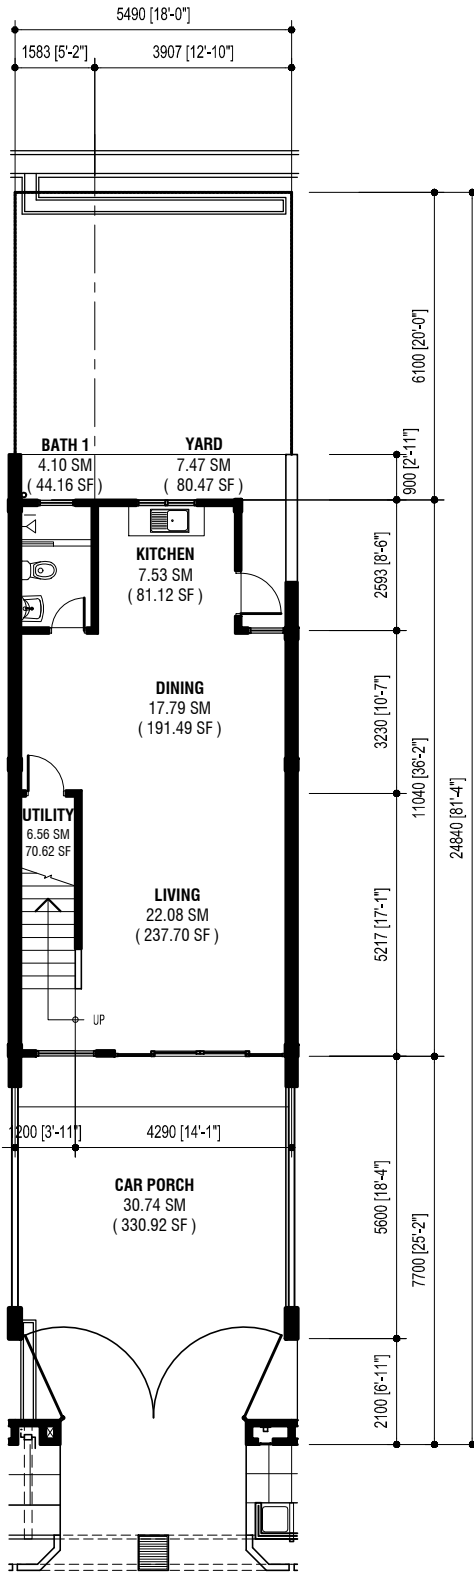 5490 [18'-0"]
1583 [5'-2"]
3907 [12'-10"]
6100 [20'-0"]
BATH 1
4.10 SM
( 44.16 SF )
YARD
7.47 SM
( 80.47 SF )
900 [2'-11"]
KITCHEN
7.53 SM
( 81.12 SF )
2593 [8'-6"]
DINING
17.79 SM
( 191.49 SF )
3230 [10'-7"]
11040 [36'-2"]
24840 [81'-4"]
UTILITY
6.56 SM
70.62 SF
LIVING
22.08 SM
( 237.70 SF )
5217 [17'-1"]
UP
1200 [3'-11"]
4290 [14'-1"]
CAR PORCH
30.74 SM
( 330.92 SF )
5600 [18'-4"]
7700 [25'-2"]
2100 [6'-11"]